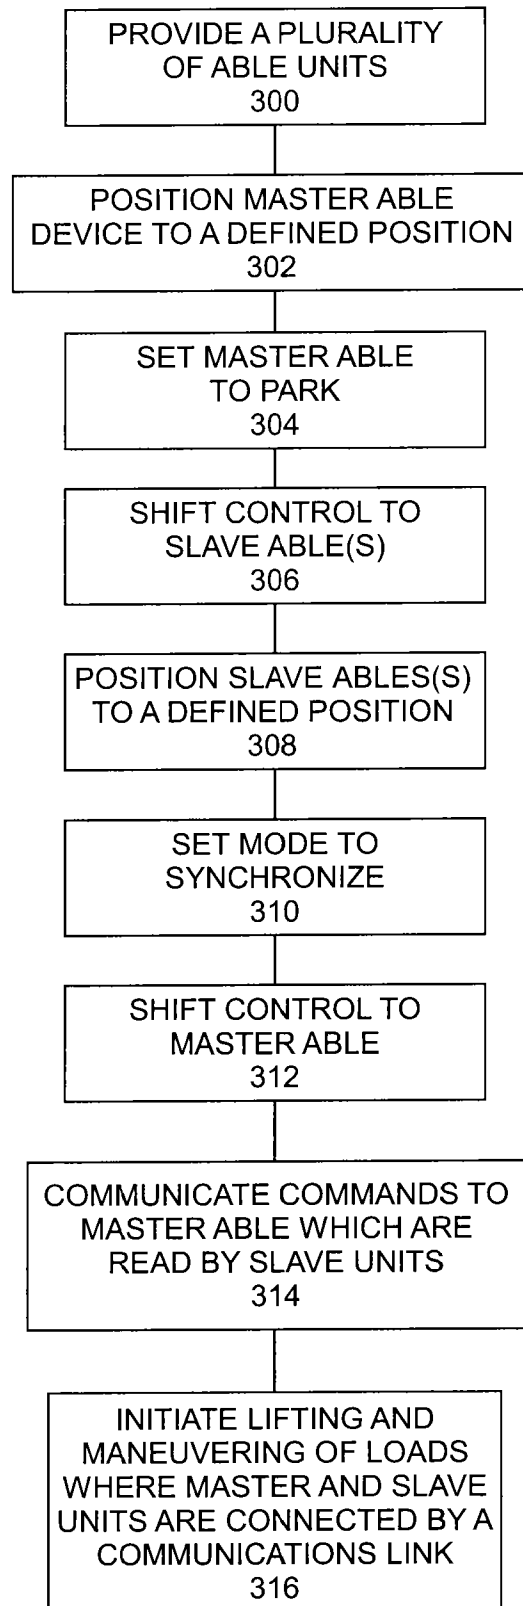 PROVIDE A PLURALITY
OF ABLE UNITS
300
POSITION MASTER ABLE
DEVICE TO A DEFINED POSITION
302
SET MASTER ABLE
TO PARK
304
SHIFT CONTROL TO
SLAVE ABLE(S)
306
POSITION SLAVE ABLES(S)
TO A DEFINED POSITION
308
SET MODE TO
SYNCHRONIZE
310
SHIFT CONTROL TO
MASTER ABLE
312
COMMUNICATE COMMANDS TO
MASTER ABLE WHICH ARE
READ BY SLAVE UNITS
314
INITIATE LIFTING AND
MANEUVERING OF LOADS
WHERE MASTER AND SLAVE
UNITS ARE CONNECTED BY A
COMMUNICATIONS LINK
316